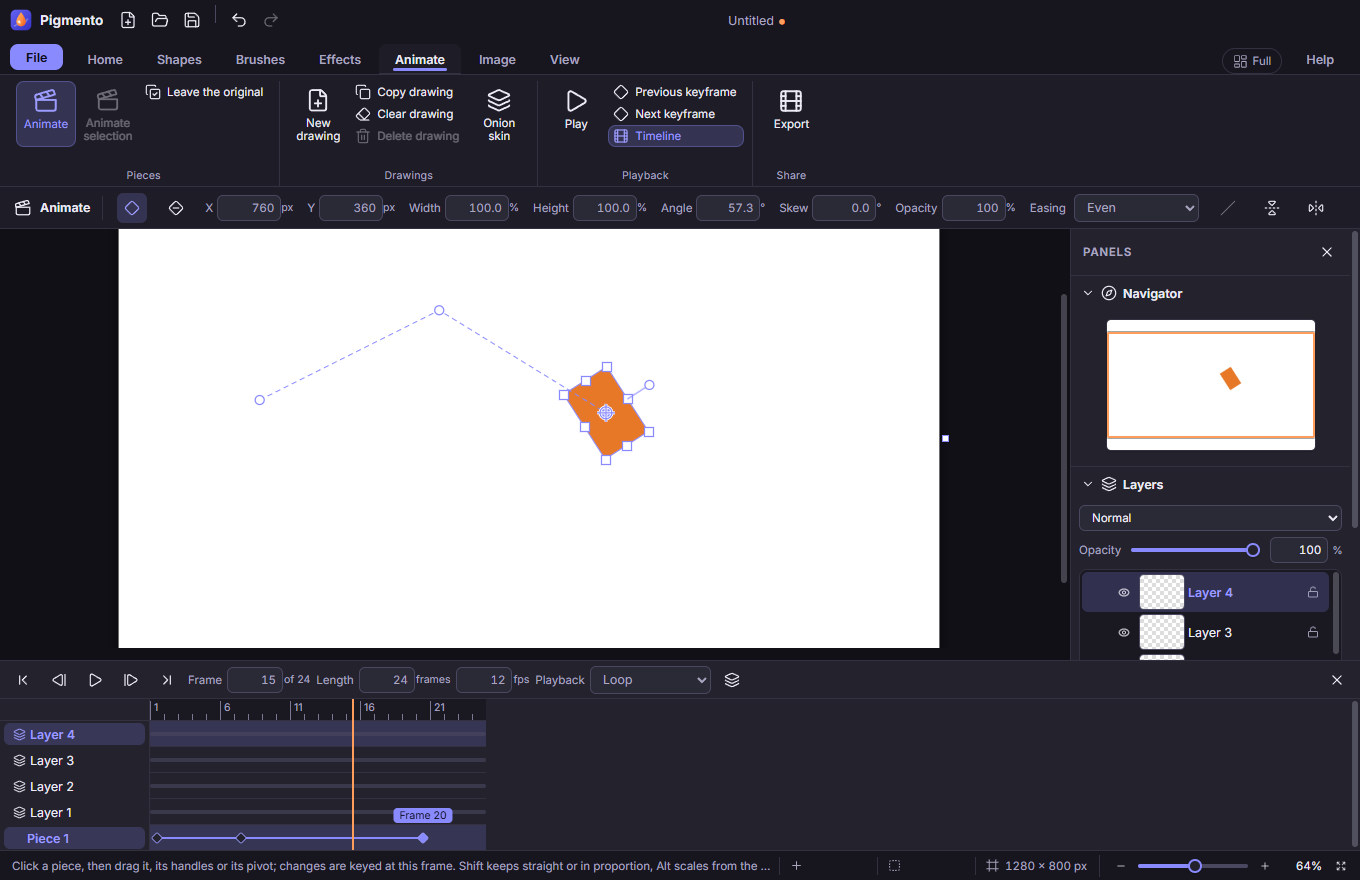 Pigmento
Untitled
File Home Shapes Brushes Effects Animate Image View Full Help
Animate
Animate selection
Leave the original
Pieces
New drawing
Copy drawing
Clear drawing
Delete drawing
Onion skin
Drawings
Play
Previous keyframe
Next keyframe
Timeline
Playback
Export
Share
Animate X 760 px Y 360 px Width 100.0 % Height 100.0 % Angle 57.3 ° Skew 0.0 ° Opacity 100 % Easing Even
PANELS
Navigator
Layers
Normal
Opacity 100 %
Layer 4
Layer 3
Frame 15 of 24 Length 24 frames 12 fps Playback Loop
1 6 11 16 21
Layer 4
Layer 3
Layer 2
Layer 1
Frame 20
Piece 1
Click a piece, then drag it, its handles or its pivot; changes are keyed at this frame. Shift keeps straight or in proportion, Alt scales from the ...
1280 × 800 px
64%